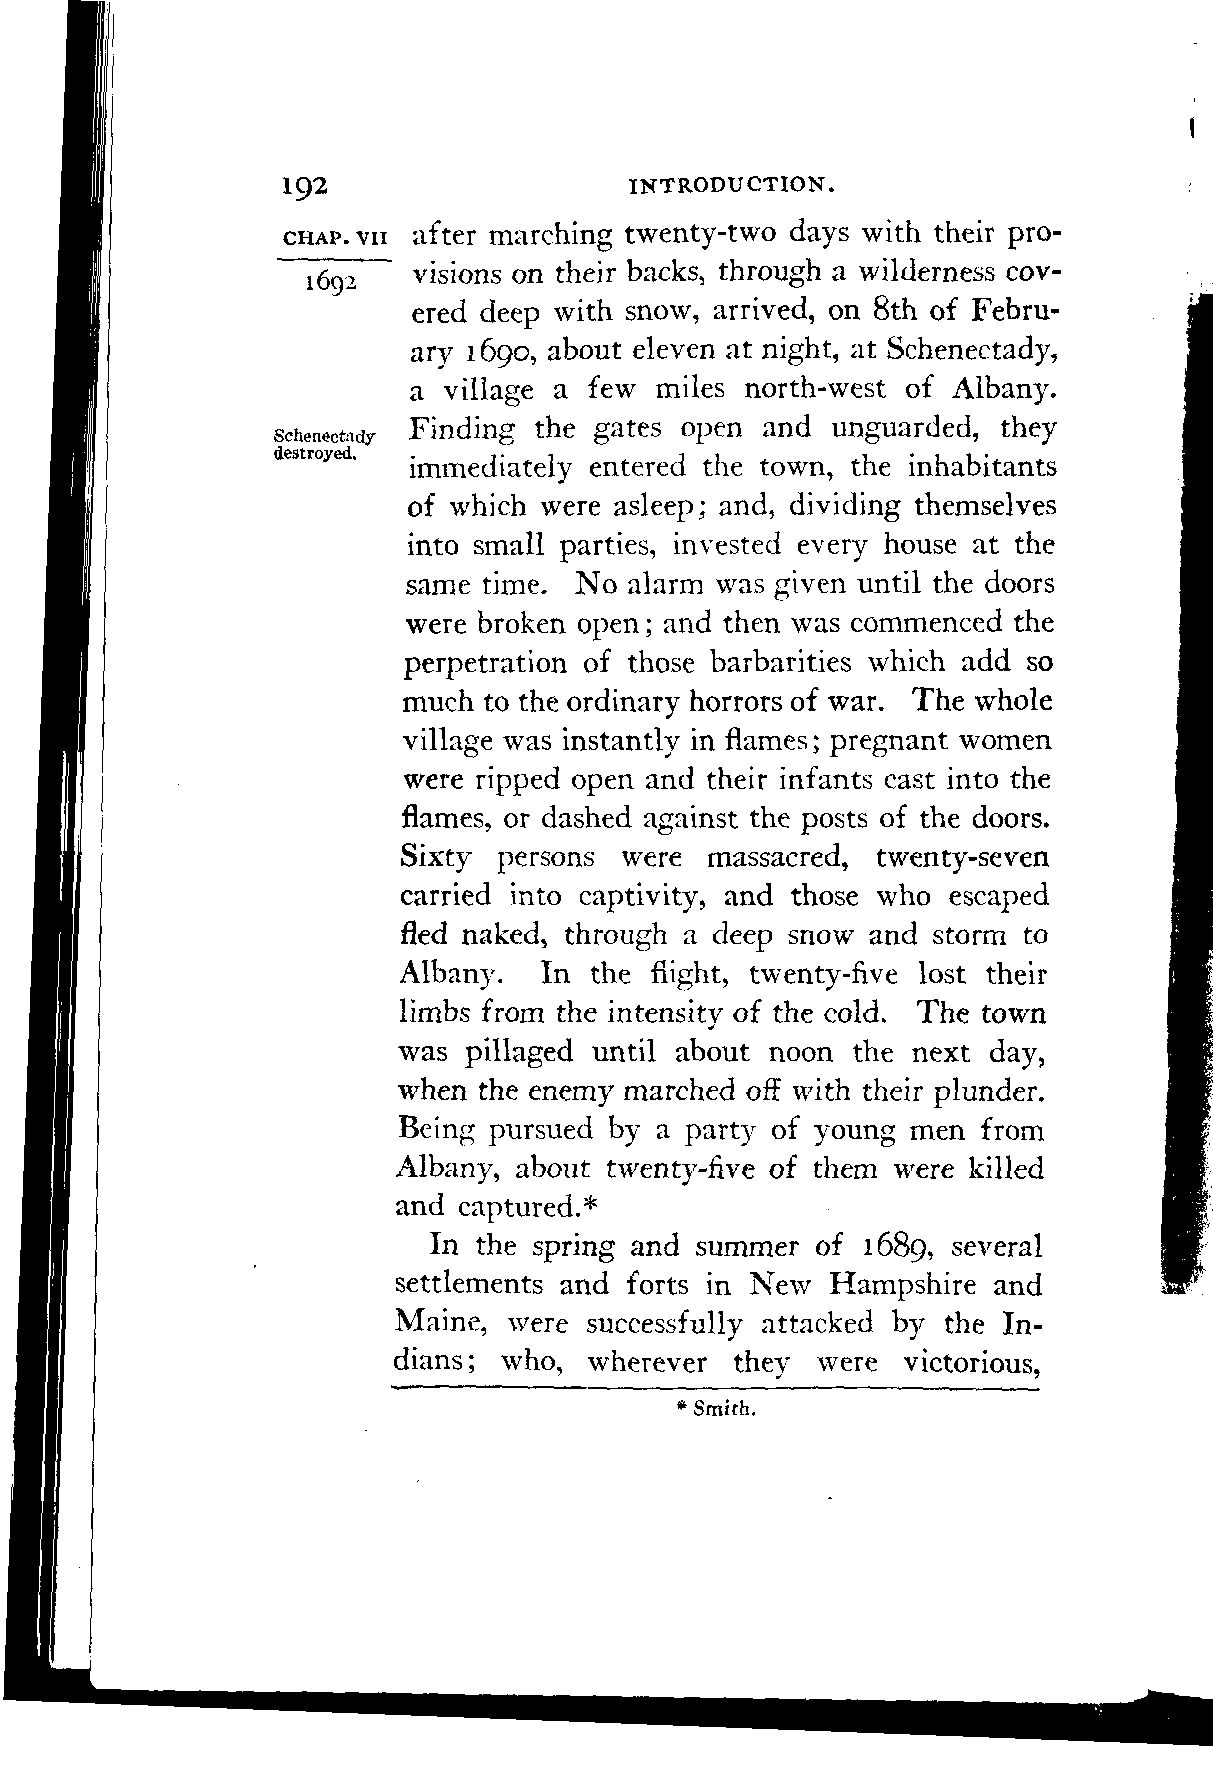 192 INTRODUCTION.
CHAP. VII after marching twenty-two days with their pro-
1692 visions on their backs, through a wilderness cov-
ered deep with snow, arrived, on 8th of Febru-
ary 1690, about eleven at night, at Schenectady,
a village a few miles north-west of Albany.
Schenectady Finding the gates open and unguarded, they
destroyed. immediately entered the town, the inhabitants
of which were asleep; and, dividing themselves
into small parties, invested every house at the
same time. No alarm was given until the doors
were broken open; and then was commenced the
perpetration of those barbarities which add so
much to the ordinary horrors of war. The whole
village was instantly in flames; pregnant women
were ripped open and their infants cast into the
flames, or dashed against the posts of the doors.
Sixty persons were massacred, twenty-seven
carried into captivity, and those who escaped
fled naked, through a deep snow and storm to
Albany. In the flight, twenty-five lost their
limbs from the intensity of the cold. The town
was pillaged until about noon the next day,
when the enemy marched off with their plunder.
Being pursued by a party of young men from
Albany, about twenty-five of them were killed
and captured.*
In the spring and summer of 1689, several
settlements and forts in New Hampshire and
Maine, were successfully attacked by the In-
dians; who, wherever they were victorious,
* Smith.